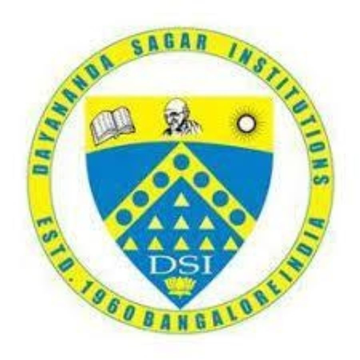 DAYANANDA SAGAR INSTITUTIONS
ESTD. 1960 BANGALORE INDIA
DSI